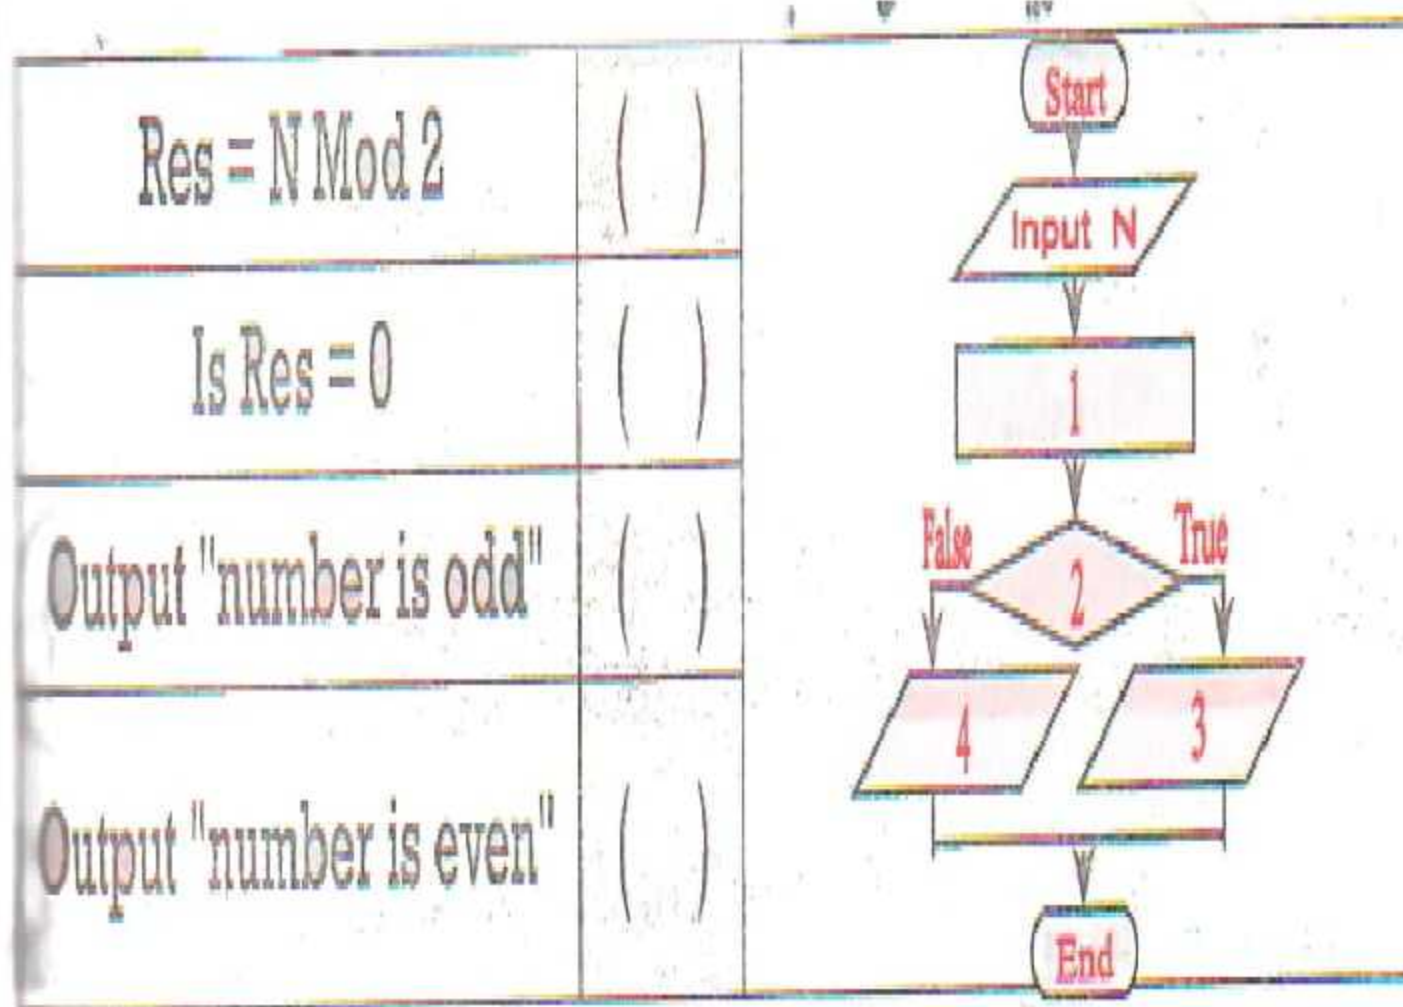 Res = N Mod 2 ( )
Is Res = 0 ( )
Output "number is odd" ( )
Output "number is even" ( )
Start
Input N
1
False
True
2
4
3
End